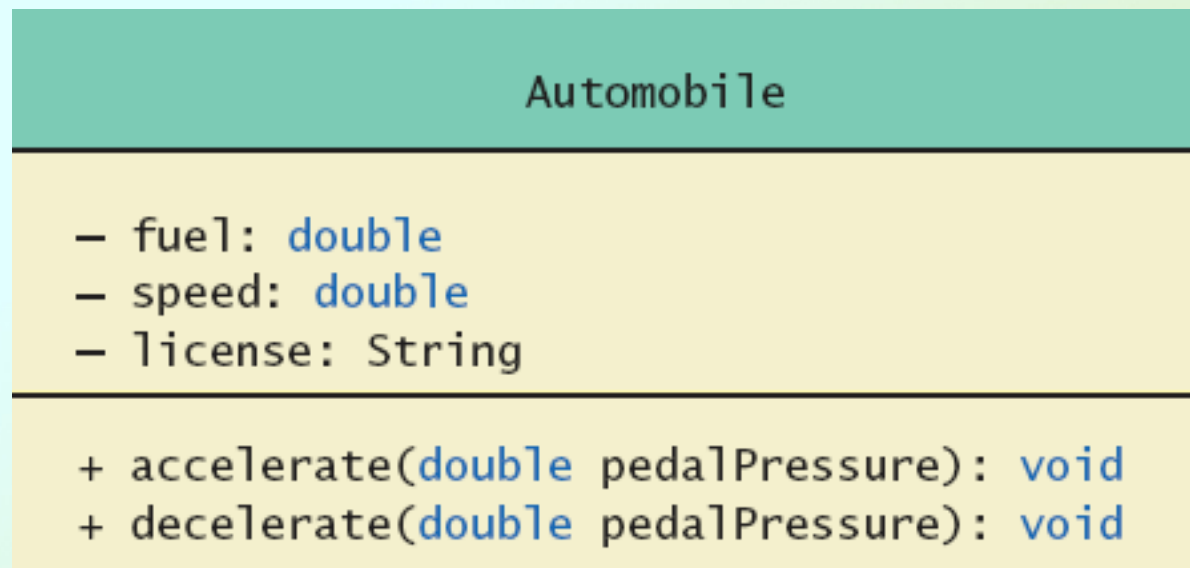 Automobile
– fuel: double
– speed: double
– license: String
+ accelerate(double pedalPressure): void
+ decelerate(double pedalPressure): void